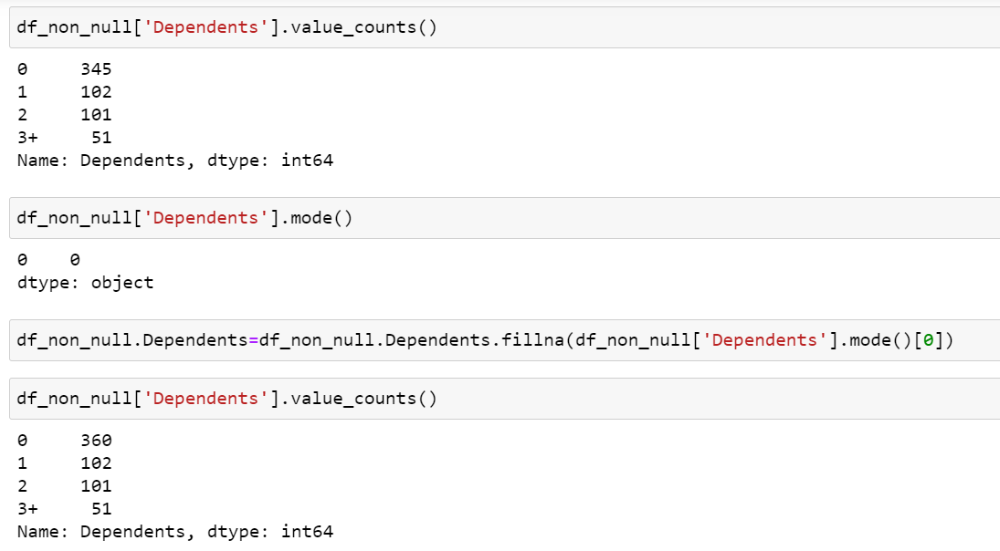 df_non_null['Dependents'].value_counts()
0     345
1     102
2     101
3+     51
Name: Dependents, dtype: int64
df_non_null['Dependents'].mode()
0    0
dtype: object
df_non_null.Dependents=df_non_null.Dependents.fillna(df_non_null['Dependents'].mode()[0])
df_non_null['Dependents'].value_counts()
0     360
1     102
2     101
3+     51
Name: Dependents, dtype: int64